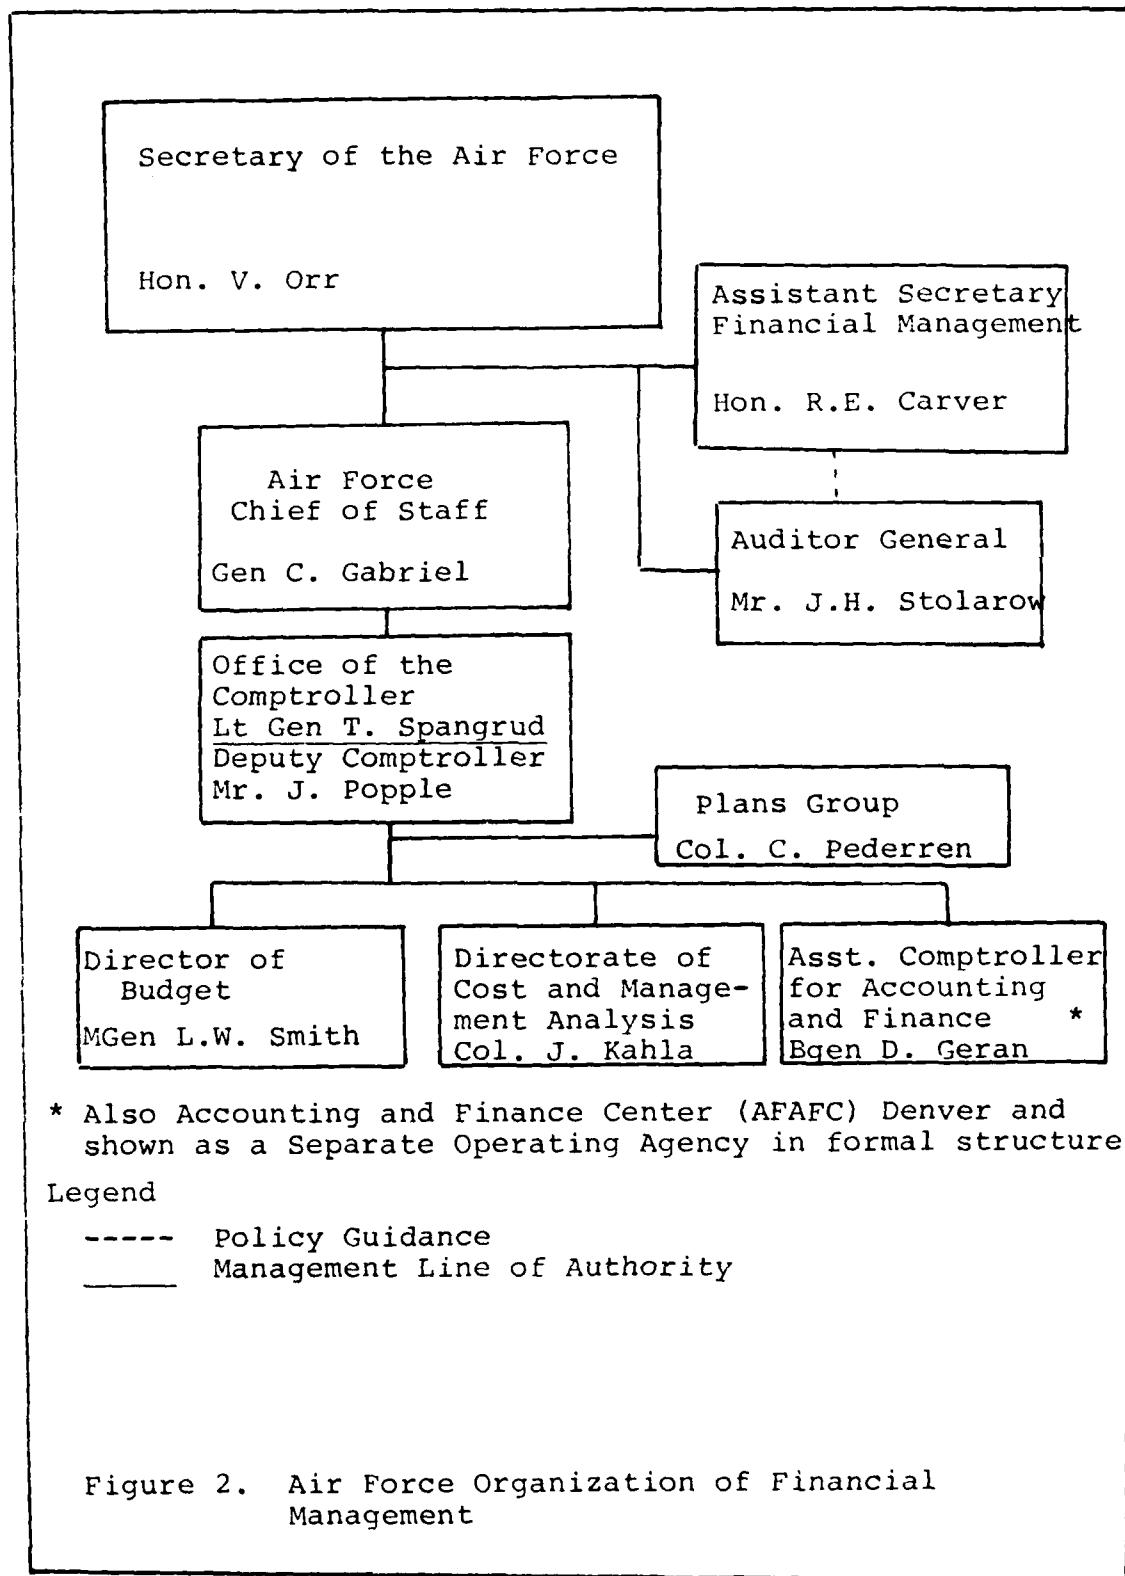 Secretary of the Air Force
Hon. V. Orr
Assistant Secretary
Financial Management
Hon. R.E. Carver
Air Force
Chief of Staff
Gen C. Gabriel
Auditor General
Mr. J.H. Stolarow
Office of the
Comptroller
Lt Gen T. Spangrud
Deputy Comptroller
Mr. J. Popple
Plans Group
Col. C. Pederren
Director of
Budget
MGen L.W. Smith
Directorate of
Cost and Manage-
ment Analysis
Col. J. Kahla
Asst. Comptroller
for Accounting
and Finance *
Bgen D. Geran
* Also Accounting and Finance Center (AFAFC) Denver and
shown as a Separate Operating Agency in formal structure
Legend
----- Policy Guidance
_____ Management Line of Authority
Figure 2. Air Force Organization of Financial
Management